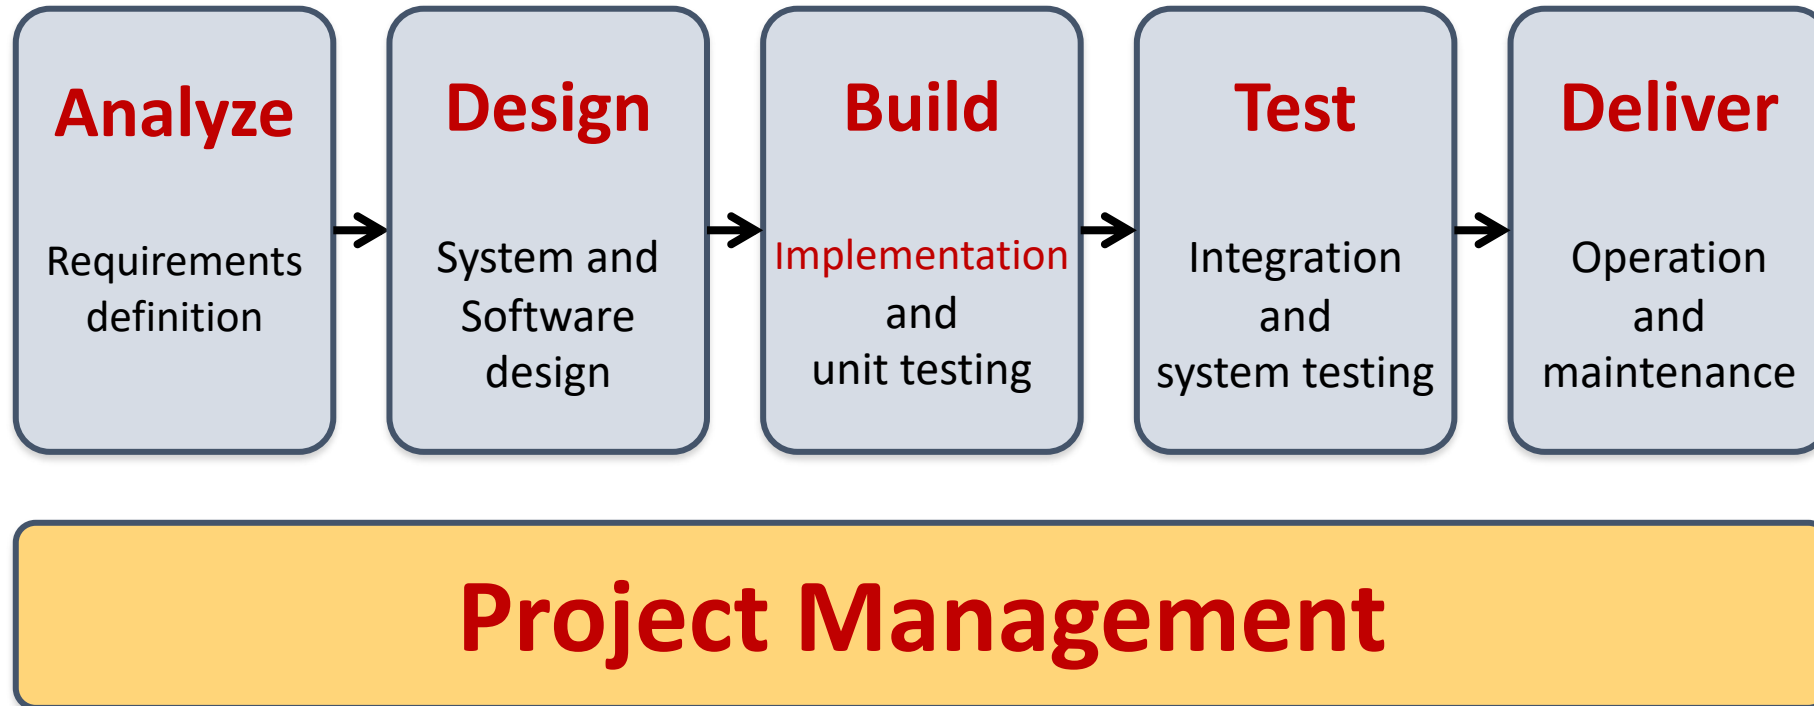 Analyze
Requirements
definition
Design
System and
Software
design
Build
Implementation
and
unit testing
Test
Integration
and
system testing
Deliver
Operation
and
maintenance
Project Management